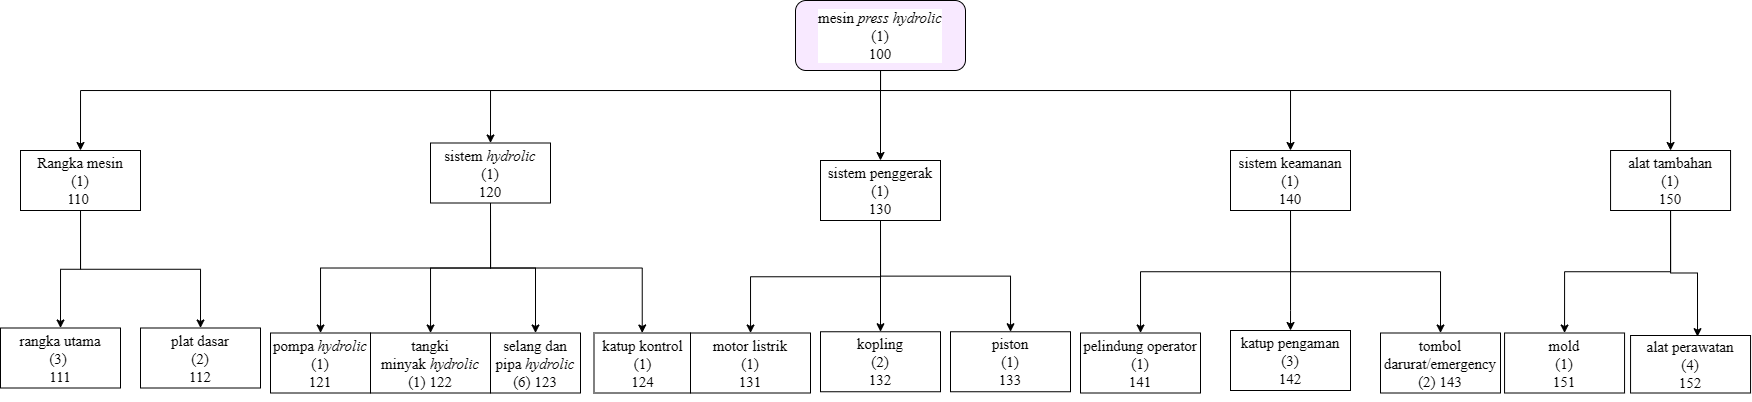 mesin press hydrolic
(1)
100
Rangka mesin
(1)
110
sistem hydrolic
(1)
120
sistem penggerak
(1)
130
sistem keamanan
(1)
140
alat tambahan
(1)
150
rangka utama
(3)
111
plat dasar
(2)
112
pompa hydrolic
(1)
121
tangki
minyak hydrolic
(1) 122
selang dan
pipa hydrolic
(6) 123
katup kontrol
(1)
124
motor listrik
(1)
131
kopling
(2)
132
piston
(1)
133
pelindung operator
(1)
141
katup pengaman
(3)
142
tombol
darurat/emergency
(2) 143
mold
(1)
151
alat perawatan
(4)
152